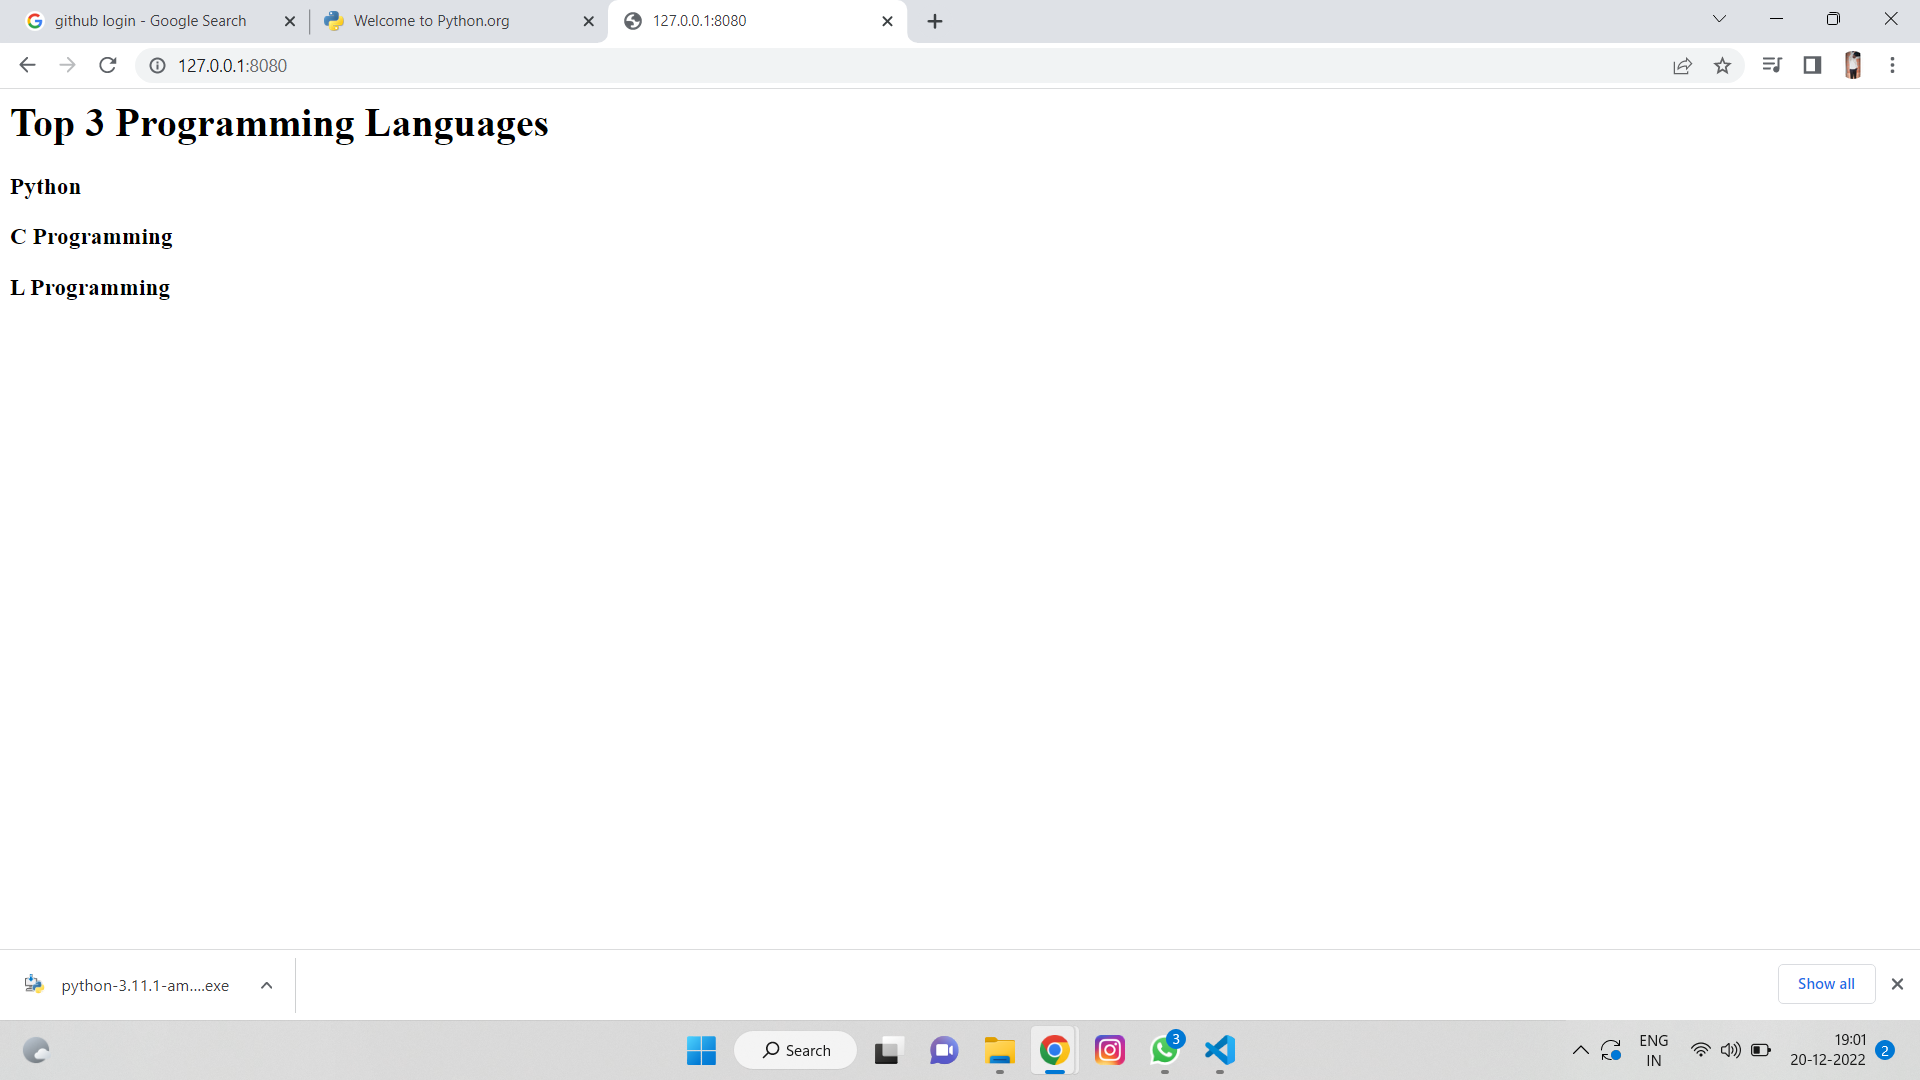 github login - Google Search
Welcome to Python.org
127.0.0.1:8080
127.0.0.1:8080
Top 3 Programming Languages
Python
C Programming
L Programming
python-3.11.1-am....exe
Show all
Search
3
ENG
IN
19:01
20-12-2022
2